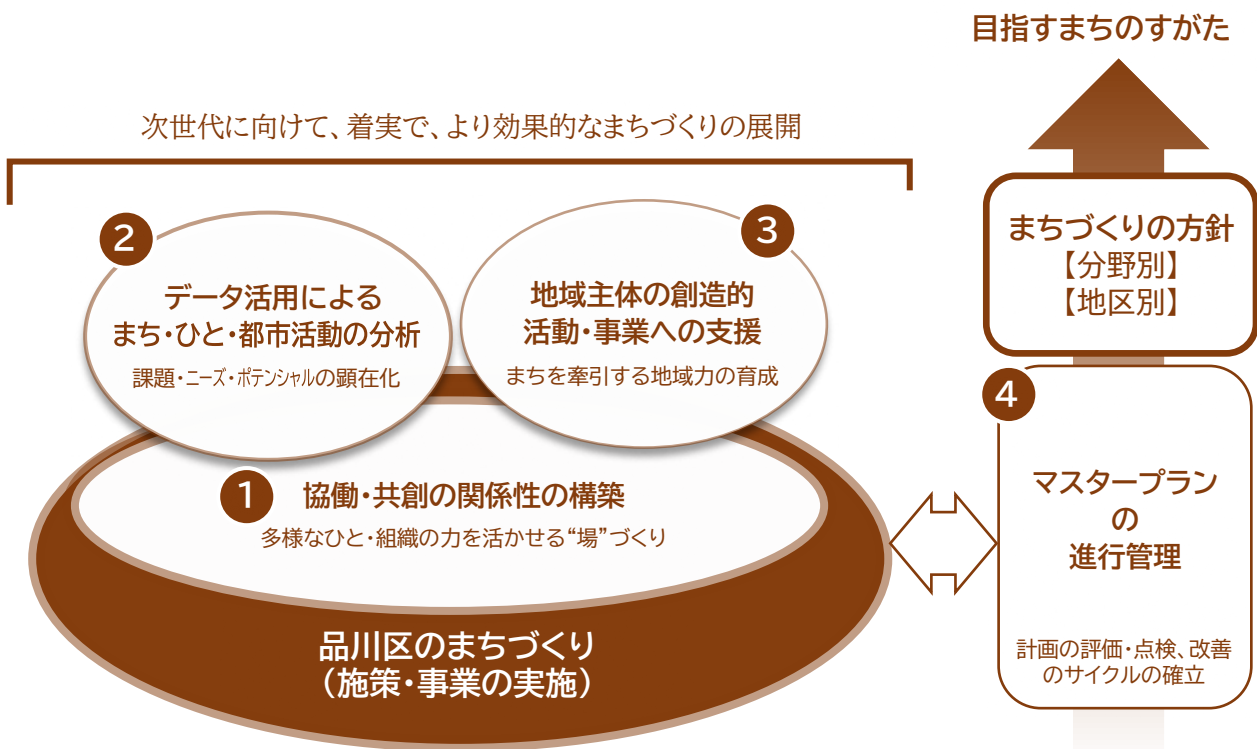 目指すまちのすがた
次世代に向けて、着実で、より効果的なまちづくりの展開
2
データ活用による
まち・ひと・都市活動の分析
課題・ニーズ・ポテンシャルの顕在化
3
地域主体の創造的
活動・事業への支援
まちを牽引する地域力の育成
1
協働・共創の関係性の構築
多様なひと・組織の力を活かせる“場”づくり
品川区のまちづくり
（施策・事業の実施）
まちづくりの方針
【分野別】
【地区別】
4
マスタープラン
の
進行管理
計画の評価・点検、改善
のサイクルの確立